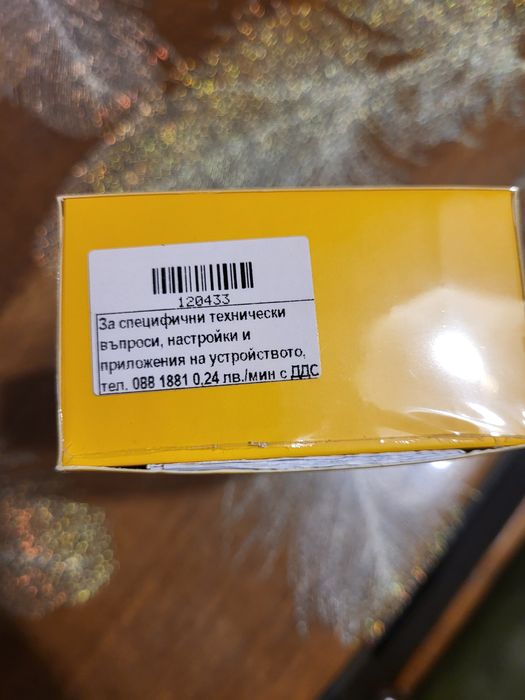 120433
За специфични технически
въпроси, настройки и
приложения на устройството,
тел. 088 1881 0,24 лв./мин с ДДС